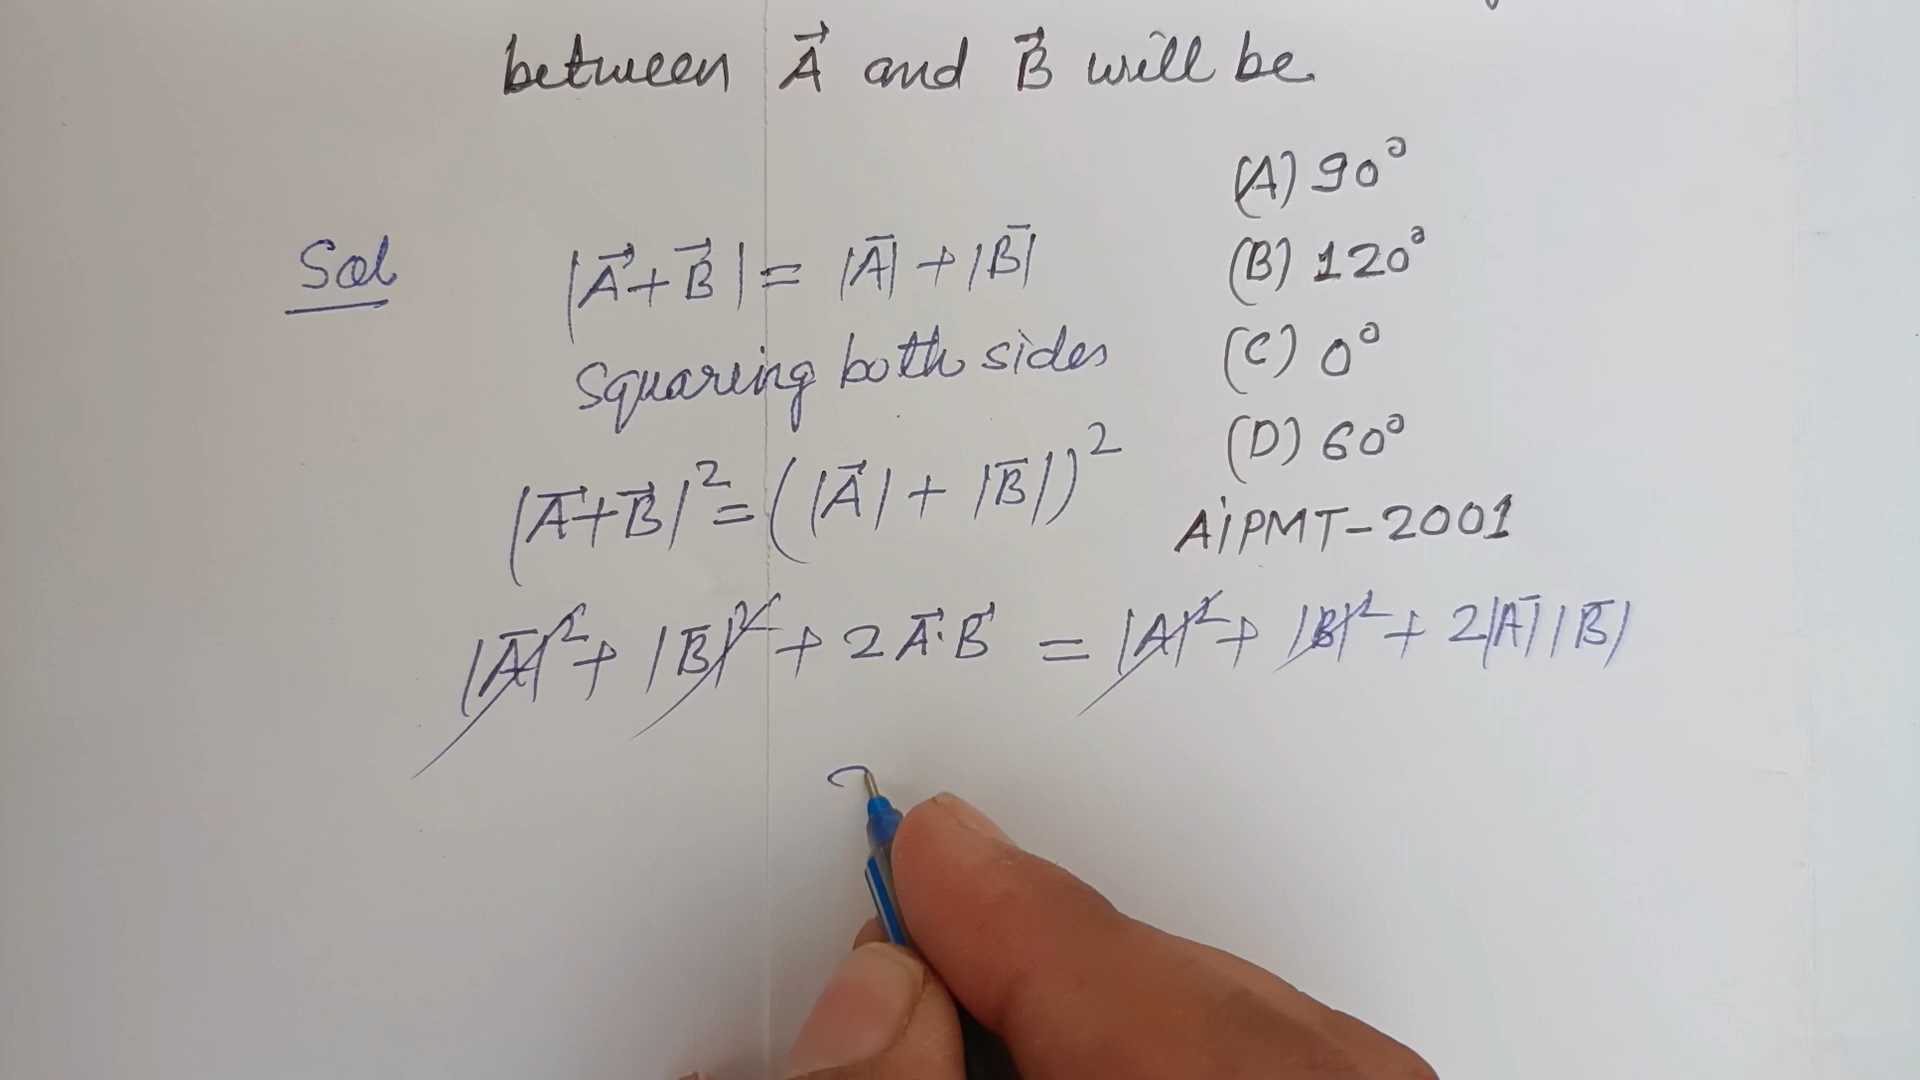 between A⃗ and B⃗ will be
(A) 90°
(B) 120°
(C) 0°
(D) 60°
AiPMT-2001
Sol
|A⃗+B⃗| = |A̅|+|B̅|
Squaring both sides
|A̅+B⃗|²=(|A⃗|+|B̅|)²
|A̅|²+|B̅|²+2A⃗·B⃗ = |A|²+|B|²+2|A̅||B̅|